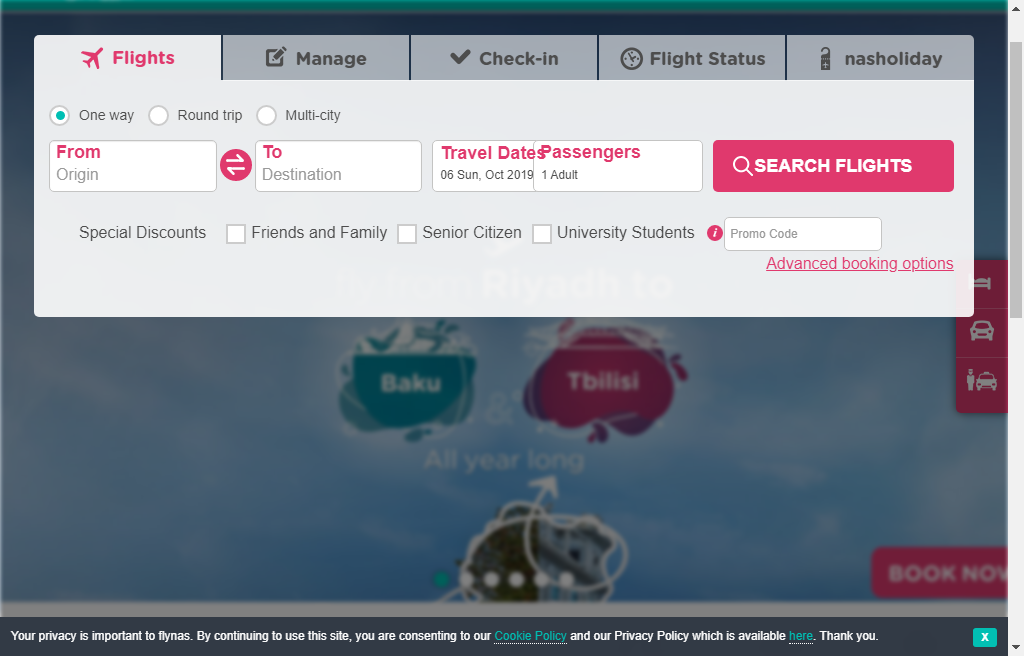 Flights
Manage
Check-in
Flight Status
nasholiday
One way
Round trip
Multi-city
From
Origin
To
Destination
Travel Dates
06 Sun, Oct 2019
Passengers
1 Adult
SEARCH FLIGHTS
Special Discounts
Friends and Family
Senior Citizen
University Students
i
Promo Code
Advanced booking options
from Riyadh to
Baku
Tbilisi
&
All year long
BOOK NOW
Your privacy is important to flynas. By continuing to use this site, you are consenting to our Cookie Policy and our Privacy Policy which is available here. Thank you.
X